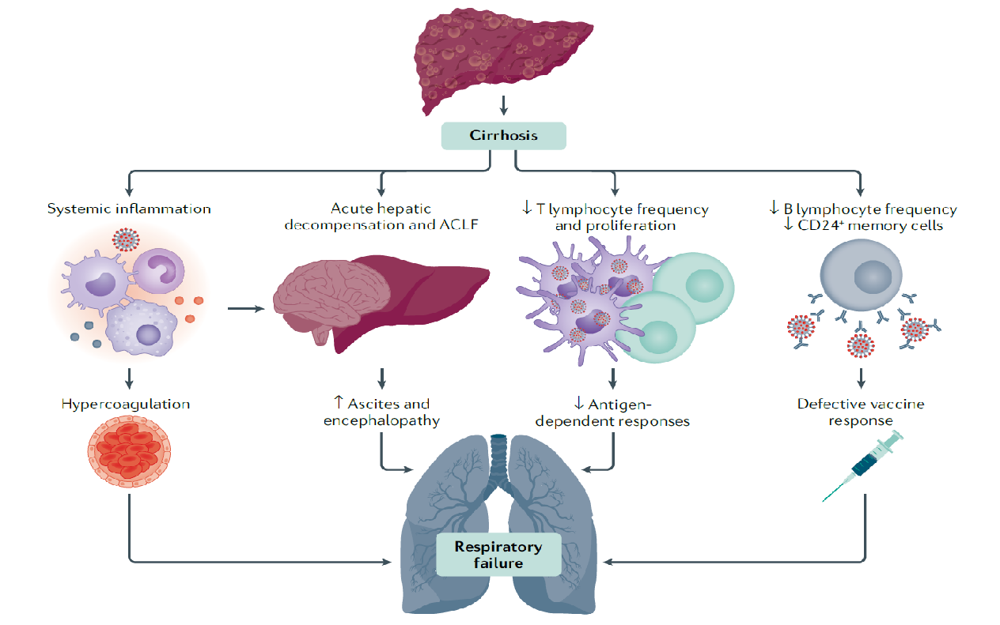 Cirrhosis
Systemic inflammation
Acute hepatic
decompensation and ACLF
↓ T lymphocyte frequency
and proliferation
↓ B lymphocyte frequency
↓ CD24⁺ memory cells
Hypercoagulation
↑ Ascites and
encephalopathy
↓ Antigen-
dependent responses
Defective vaccine
response
Respiratory
failure